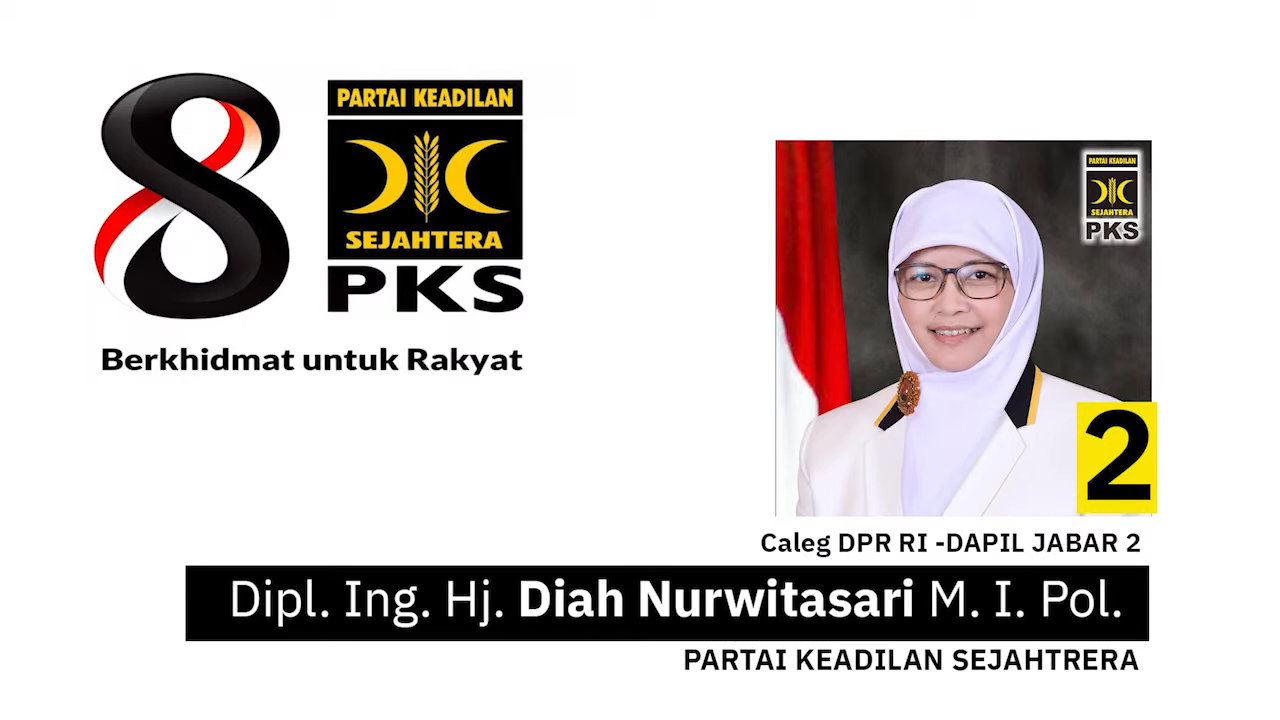 8
PARTAI KEADILAN
SEJAHTERA
PKS
Berkhidmat untuk Rakyat
PARTAI KEADILAN
SEJAHTERA
PKS
2
Caleg DPR RI -DAPIL JABAR 2
Dipl. Ing. Hj. Diah Nurwitasari M. I. Pol.
PARTAI KEADILAN SEJAHTRERA